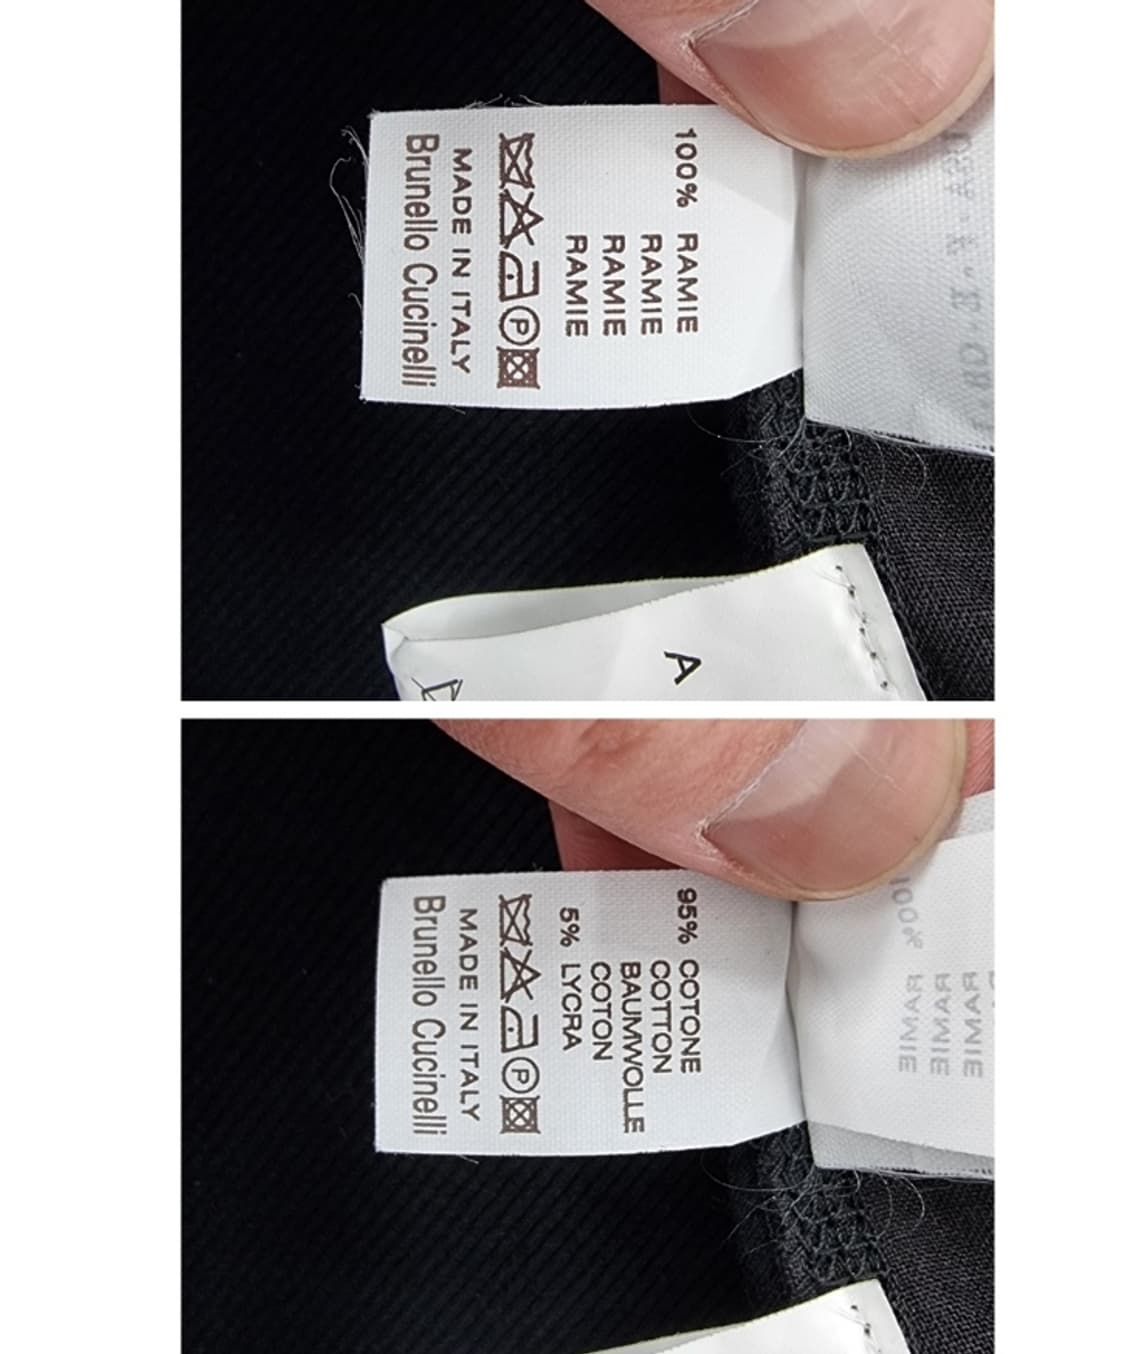 100% RAMIE
RAMIE
RAMIE
RAMIE
P
MADE IN ITALY
Brunello Cucinelli
A
95% COTONE
COTTON
BAUMWOLLE
COTON
5% LYCRA
P
MADE IN ITALY
Brunello Cucinelli
100% RAMIE
RAMIE
RAMIE